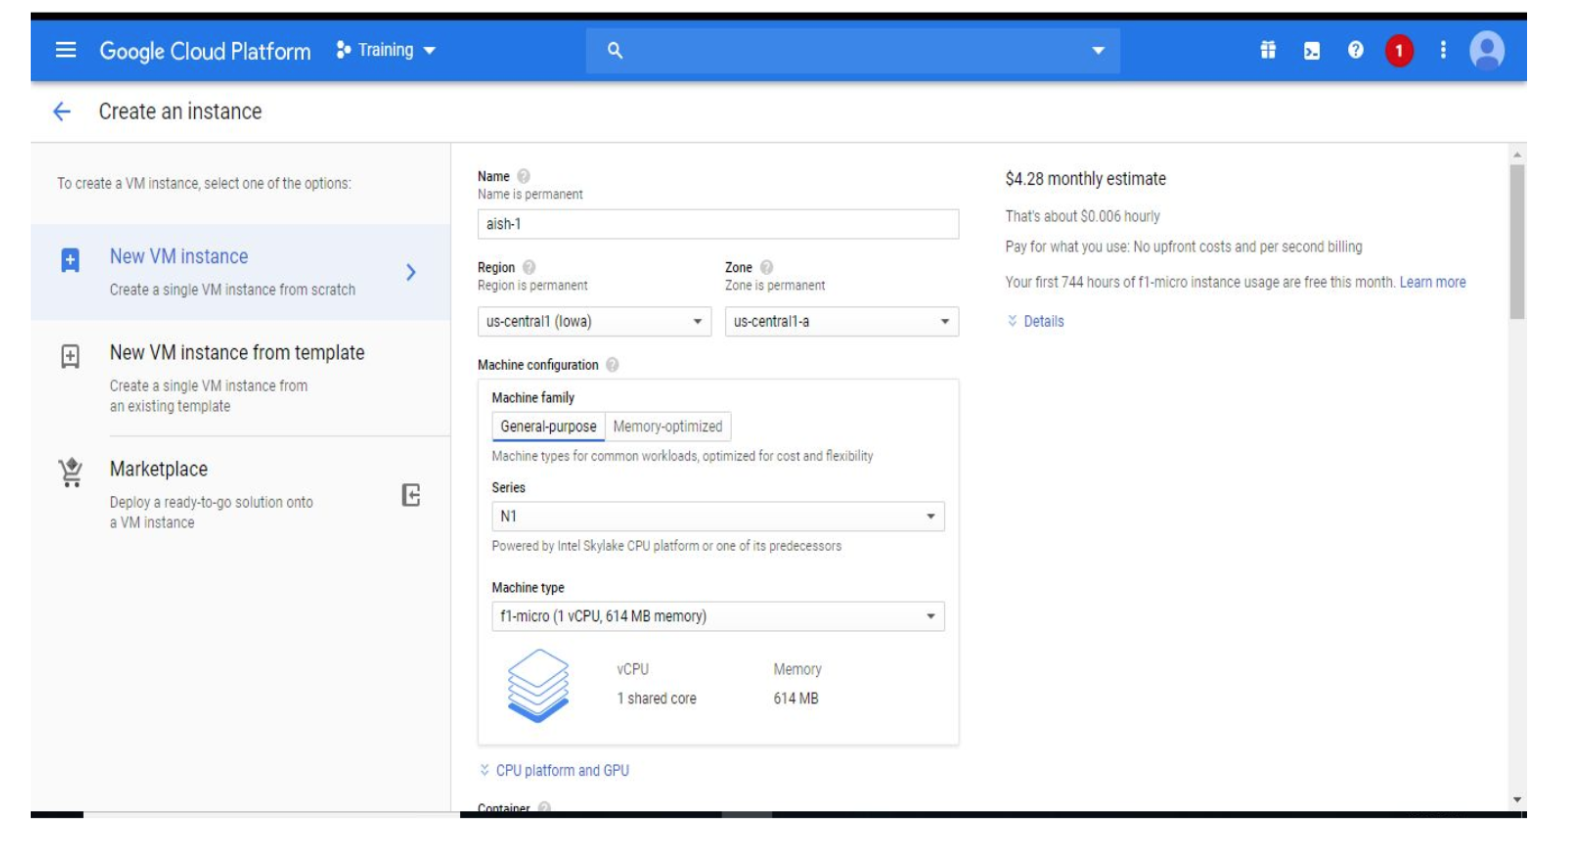 Google Cloud Platform Training
1
Create an instance
To create a VM instance, select one of the options:
New VM instance
Create a single VM instance from scratch
New VM instance from template
Create a single VM instance from
an existing template
Marketplace
Deploy a ready-to-go solution onto
a VM instance
Name
Name is permanent
aish-1
Region Zone
Region is permanent Zone is permanent
us-central1 (Iowa) us-central1-a
Machine configuration
Machine family
General-purpose Memory-optimized
Machine types for common workloads, optimized for cost and flexibility
Series
N1
Powered by Intel Skylake CPU platform or one of its predecessors
Machine type
f1-micro (1 vCPU, 614 MB memory)
vCPU Memory
1 shared core 614 MB
CPU platform and GPU
Container
$4.28 monthly estimate
That's about $0.006 hourly
Pay for what you use: No upfront costs and per second billing
Your first 744 hours of f1-micro instance usage are free this month. Learn more
Details